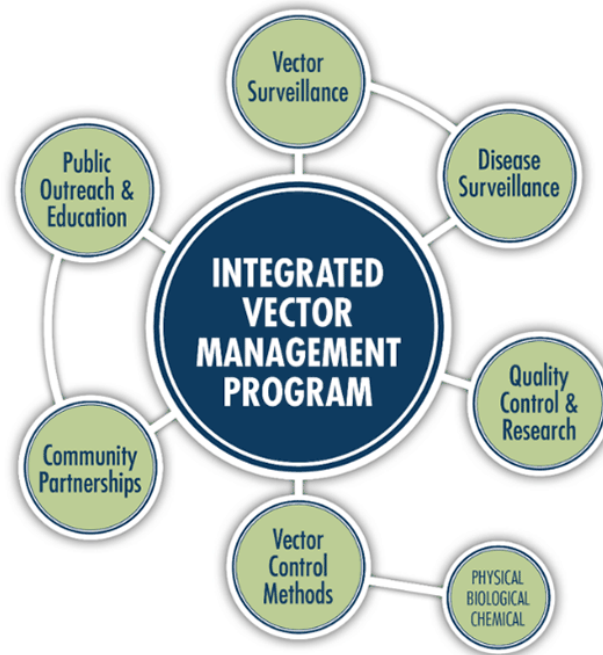 Vector
Surveillance
Disease
Surveillance
Public
Outreach &
Education
INTEGRATED
VECTOR
MANAGEMENT
PROGRAM
Quality
Control &
Research
Community
Partnerships
Vector
Control
Methods
PHYSICAL
BIOLOGICAL
CHEMICAL